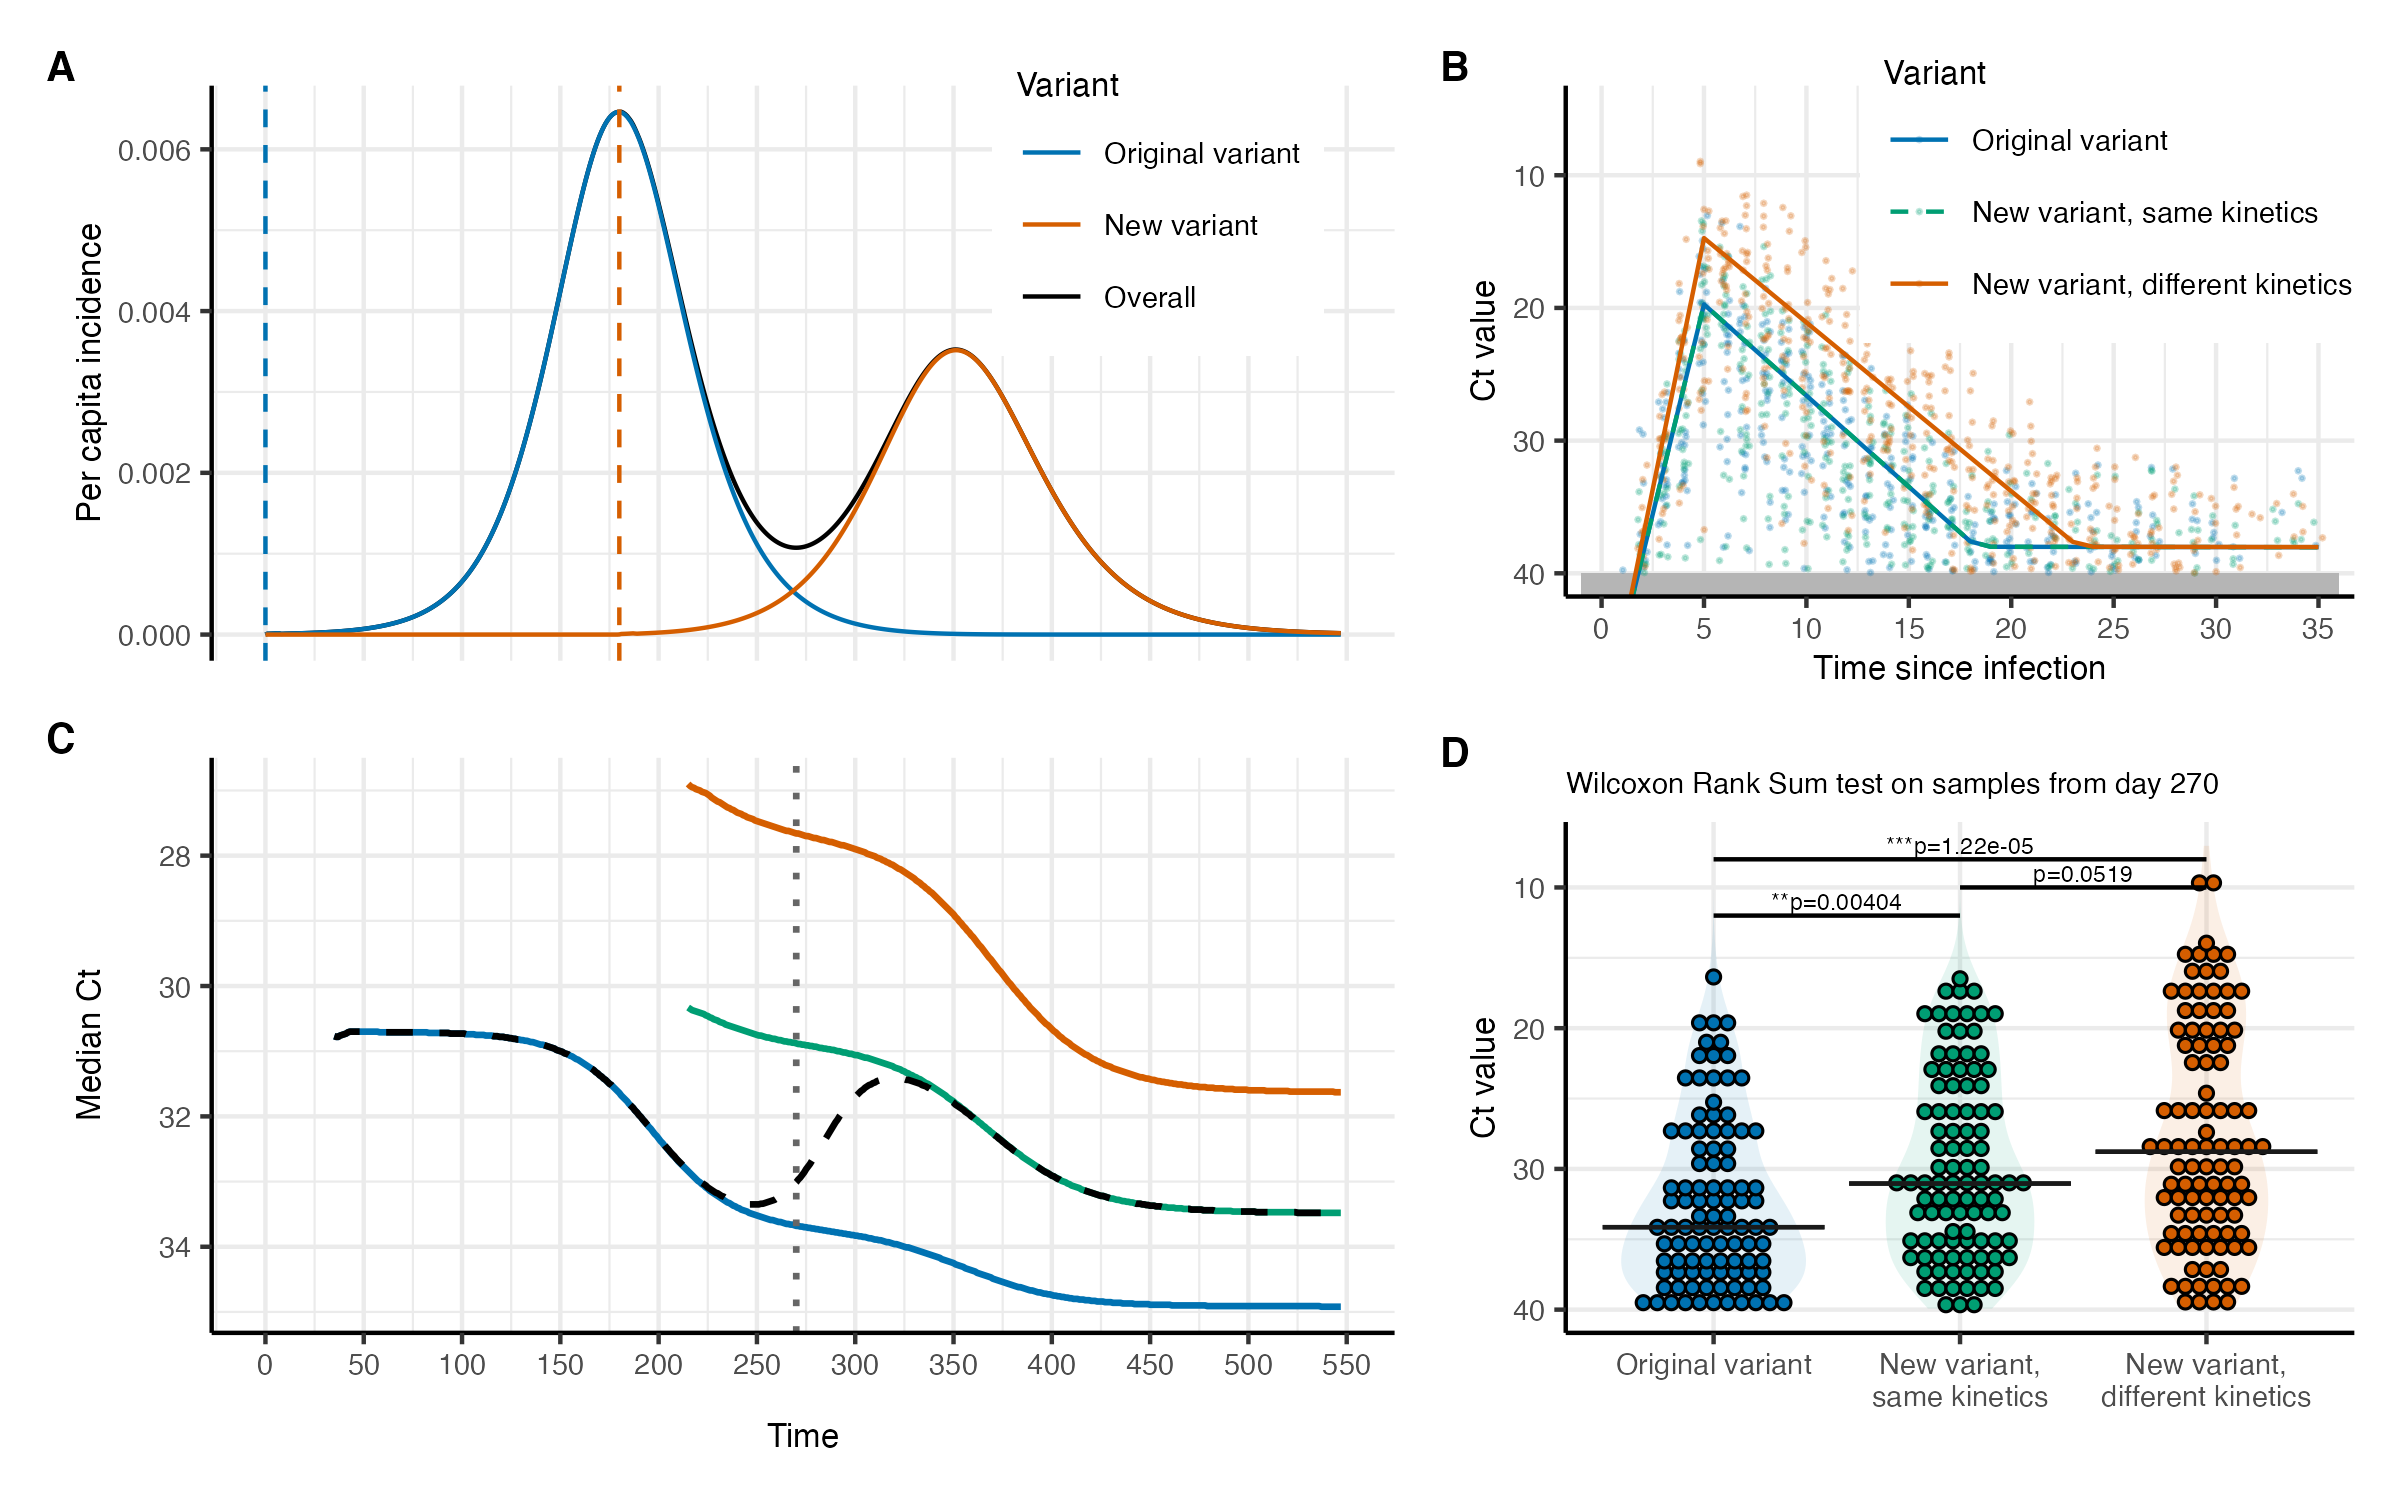 A
Variant
Original variant
New variant
Overall
Per capita incidence
0.006
0.004
0.002
0.000
B
Variant
Original variant
New variant, same kinetics
New variant, different kinetics
Ct value
10
20
30
40
0 5 10 15 20 25 30 35
Time since infection
C
Median Ct
28
30
32
34
0 50 100 150 200 250 300 350 400 450 500 550
Time
D
Wilcoxon Rank Sum test on samples from day 270
***p=1.22e-05
p=0.0519
**p=0.00404
Ct value
10
20
30
40
Original variant
New variant,
same kinetics
New variant,
different kinetics